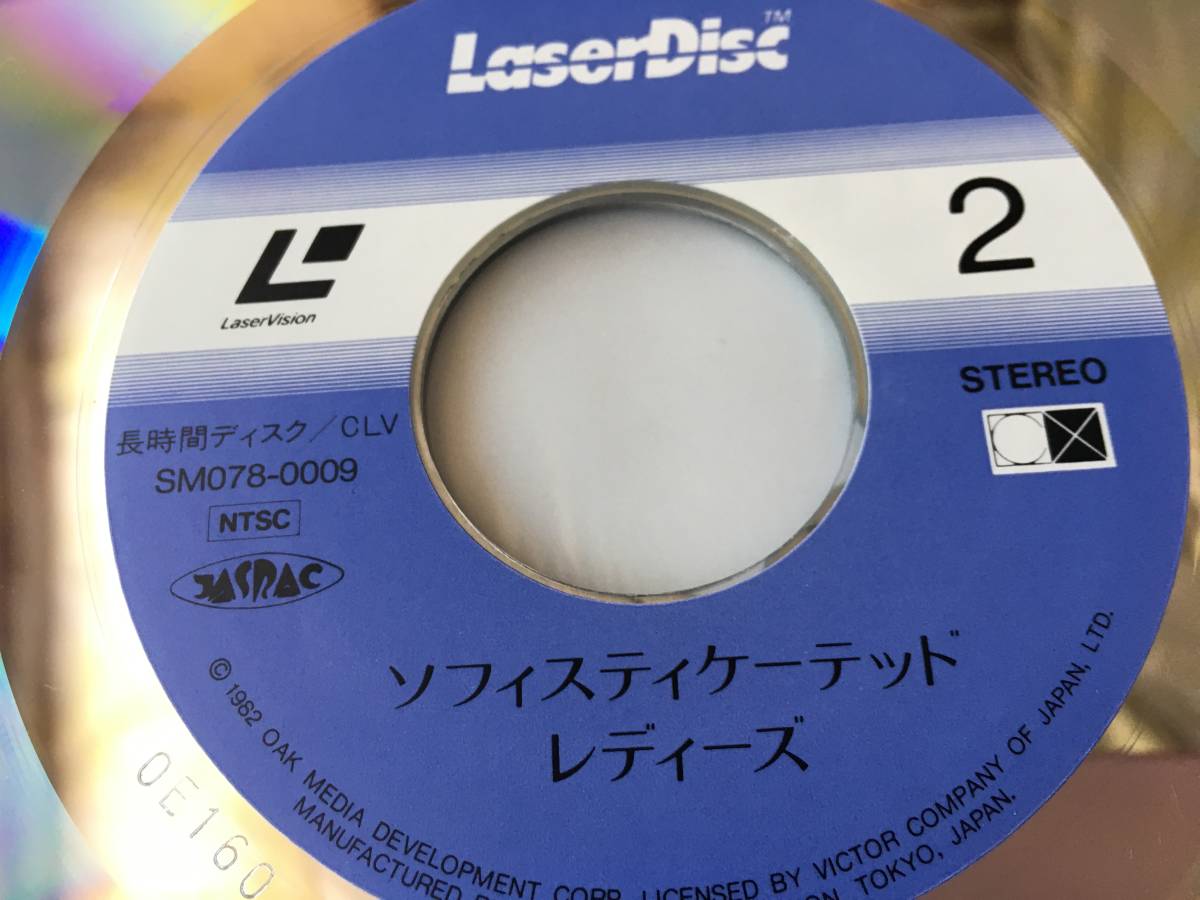 LaserDisc™
2
LaserVision
STEREO
長時間ディスク/CLV
SM078-0009
NTSC
JASRAC
ソフィスティケーテッド
レディーズ
© 1982 OAK MEDIA DEVELOPMENT CORP. LICENSED BY VICTOR COMPANY OF JAPAN, LTD.
MANUFACTURED TOKYO, JAPAN.
0E160